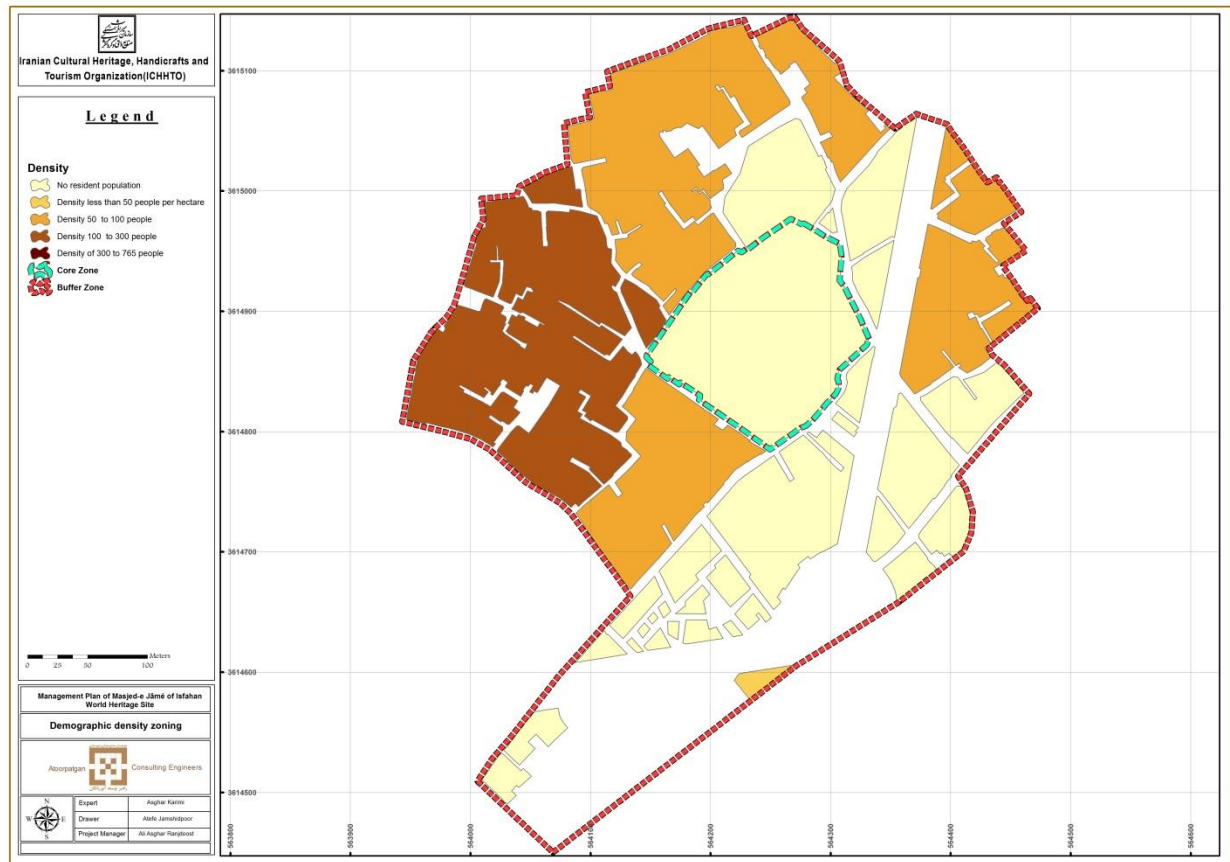 Iranian Cultural Heritage, Handicrafts and
Tourism Organization(ICHHTO)
Legend
Density
No resident population
Density less than 50 people per hectare
Density 50 to 100 people
Density 100 to 300 people
Density of 300 to 765 people
Core Zone
Buffer Zone
Meters
0 25 50 100
Management Plan of Masjed-e Jāmé of Isfahan
World Heritage Site
Demographic density zoning
Atoorpatgan Consulting Engineers
N
W E
S
Expert Asghar Karimi
Drawer Atefe Jamshidpoor
Project Manager Ali Asghar Ranjdoost
3615100
3615000
3614900
3614800
3614700
3614600
3614500
563800 563900 564000 564100 564200 564300 564400 564500 564600